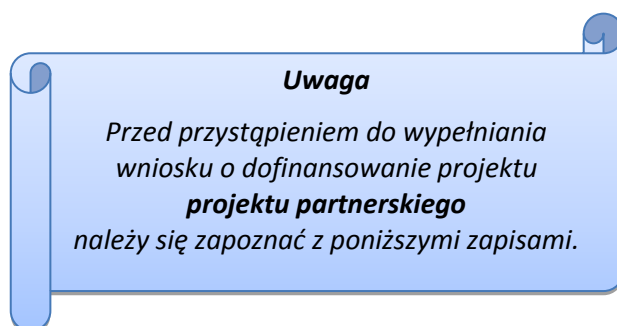 Uwaga
Przed przystąpieniem do wypełniania
wniosku o dofinansowanie projektu
projektu partnerskiego
należy się zapoznać z poniższymi zapisami.